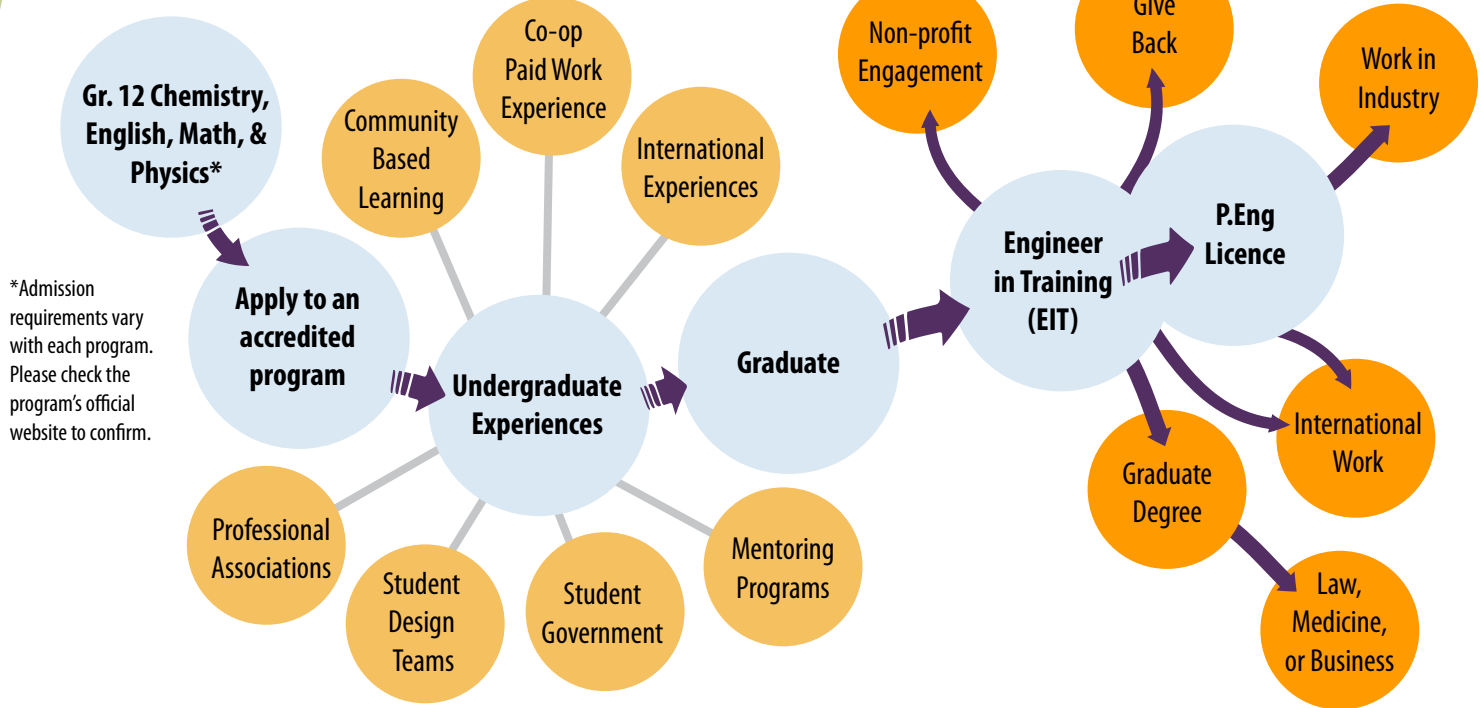 Gr. 12 Chemistry,
English, Math, &
Physics*
*Admission
requirements vary
with each program.
Please check the
program’s official
website to confirm.
Apply to an
accredited
program
Community
Based
Learning
Co-op
Paid Work
Experience
International
Experiences
Undergraduate
Experiences
Professional
Associations
Student
Design
Teams
Student
Government
Mentoring
Programs
Graduate
Non-profit
Engagement
Give
Back
Work in
Industry
Engineer
in Training
(EIT)
P.Eng
Licence
International
Work
Graduate
Degree
Law,
Medicine,
or Business